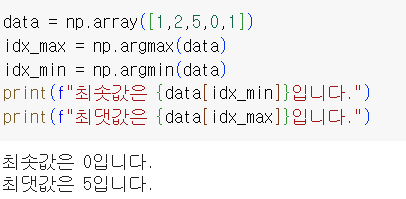 data = np.array([1,2,5,0,1])
idx_max = np.argmax(data)
idx_min = np.argmin(data)
print(f"최솟값은 {data[idx_min]}입니다.")
print(f"최댓값은 {data[idx_max]}입니다.")
최솟값은 0입니다.
최댓값은 5입니다.